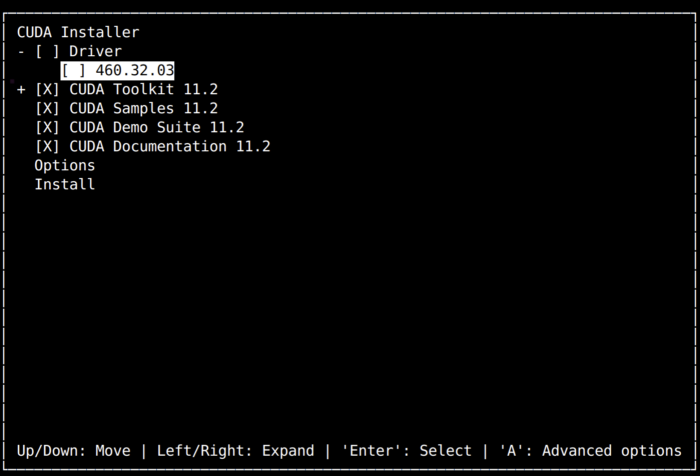 CUDA Installer
- [ ] Driver
[ ] 460.32.03
+ [X] CUDA Toolkit 11.2
[X] CUDA Samples 11.2
[X] CUDA Demo Suite 11.2
[X] CUDA Documentation 11.2
Options
Install
Up/Down: Move | Left/Right: Expand | 'Enter': Select | 'A': Advanced options